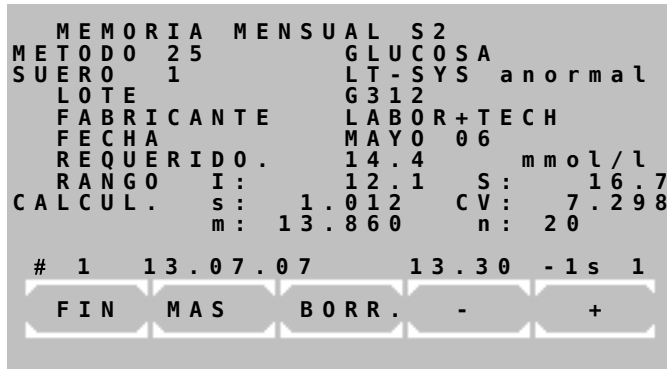 MEMORIA MENSUAL S2
METODO 25 GLUCOSA
SUERO 1 LT-SYS anormal
LOTE G312
FABRICANTE LABOR+TECH
FECHA MAYO 06
REQUERIDO. 14.4 mmol/l
RANGO I: 12.1 S: 16.7
CALCUL. s: 1.012 CV: 7.298
m: 13.860 n: 20
# 1 13.07.07 13.30 -1s 1
FIN MAS BORR. - +